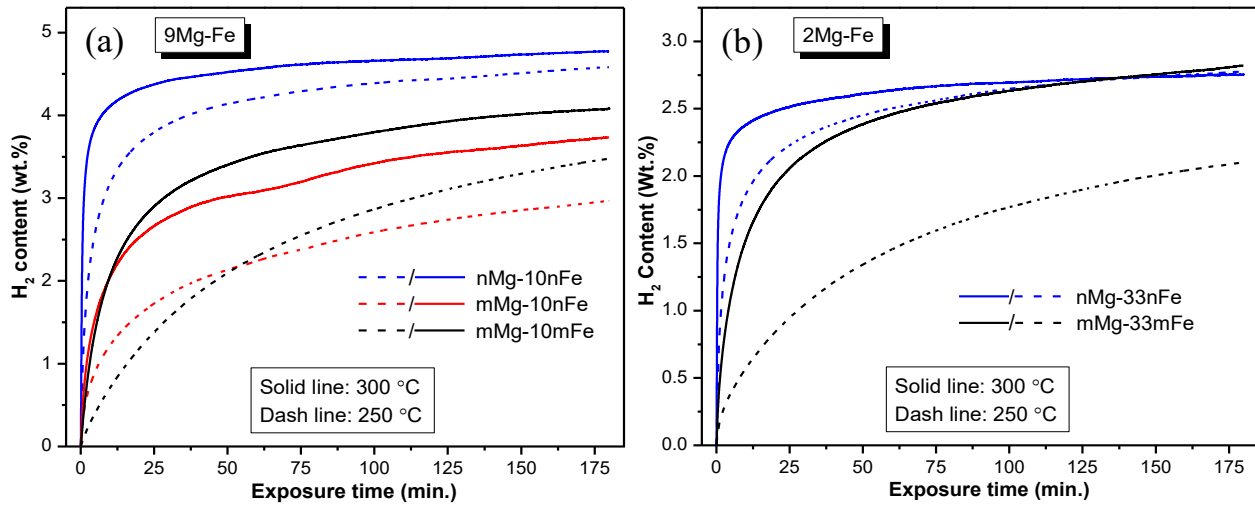 (a)
9Mg-Fe
5
4
3
2
1
0
H2 content (wt.%)
nMg-10nFe
mMg-10nFe
mMg-10mFe
Solid line: 300 °C
Dash line: 250 °C
0 25 50 75 100 125 150 175
Exposure time (min.)
(b)
2Mg-Fe
3.0
2.5
2.0
1.5
1.0
0.5
0.0
H2 Content (Wt.%)
nMg-33nFe
mMg-33mFe
Solid line: 300 °C
Dash line: 250 °C
0 25 50 75 100 125 150 175
Exposure time (min.)